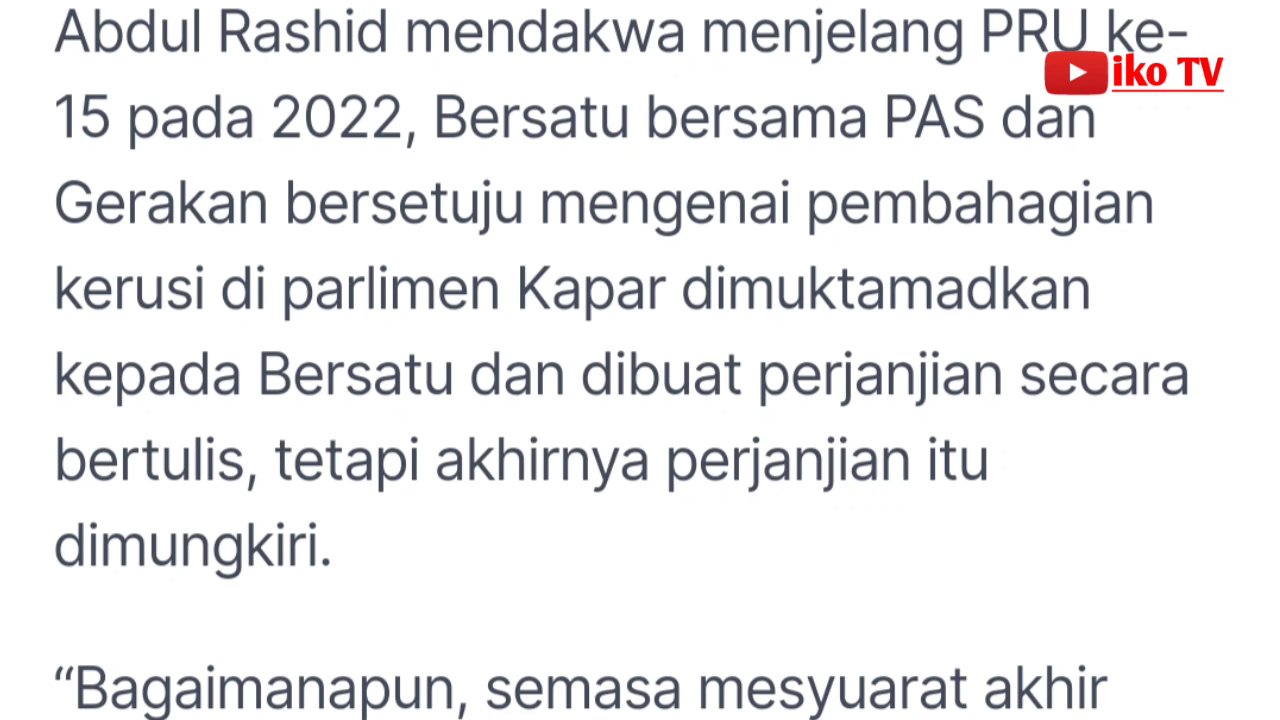 Abdul Rashid mendakwa menjelang PRU ke-
iko TV
15 pada 2022, Bersatu bersama PAS dan
Gerakan bersetuju mengenai pembahagian
kerusi di parlimen Kapar dimuktamadkan
kepada Bersatu dan dibuat perjanjian secara
bertulis, tetapi akhirnya perjanjian itu
dimungkiri.
“Bagaimanapun, semasa mesyuarat akhir